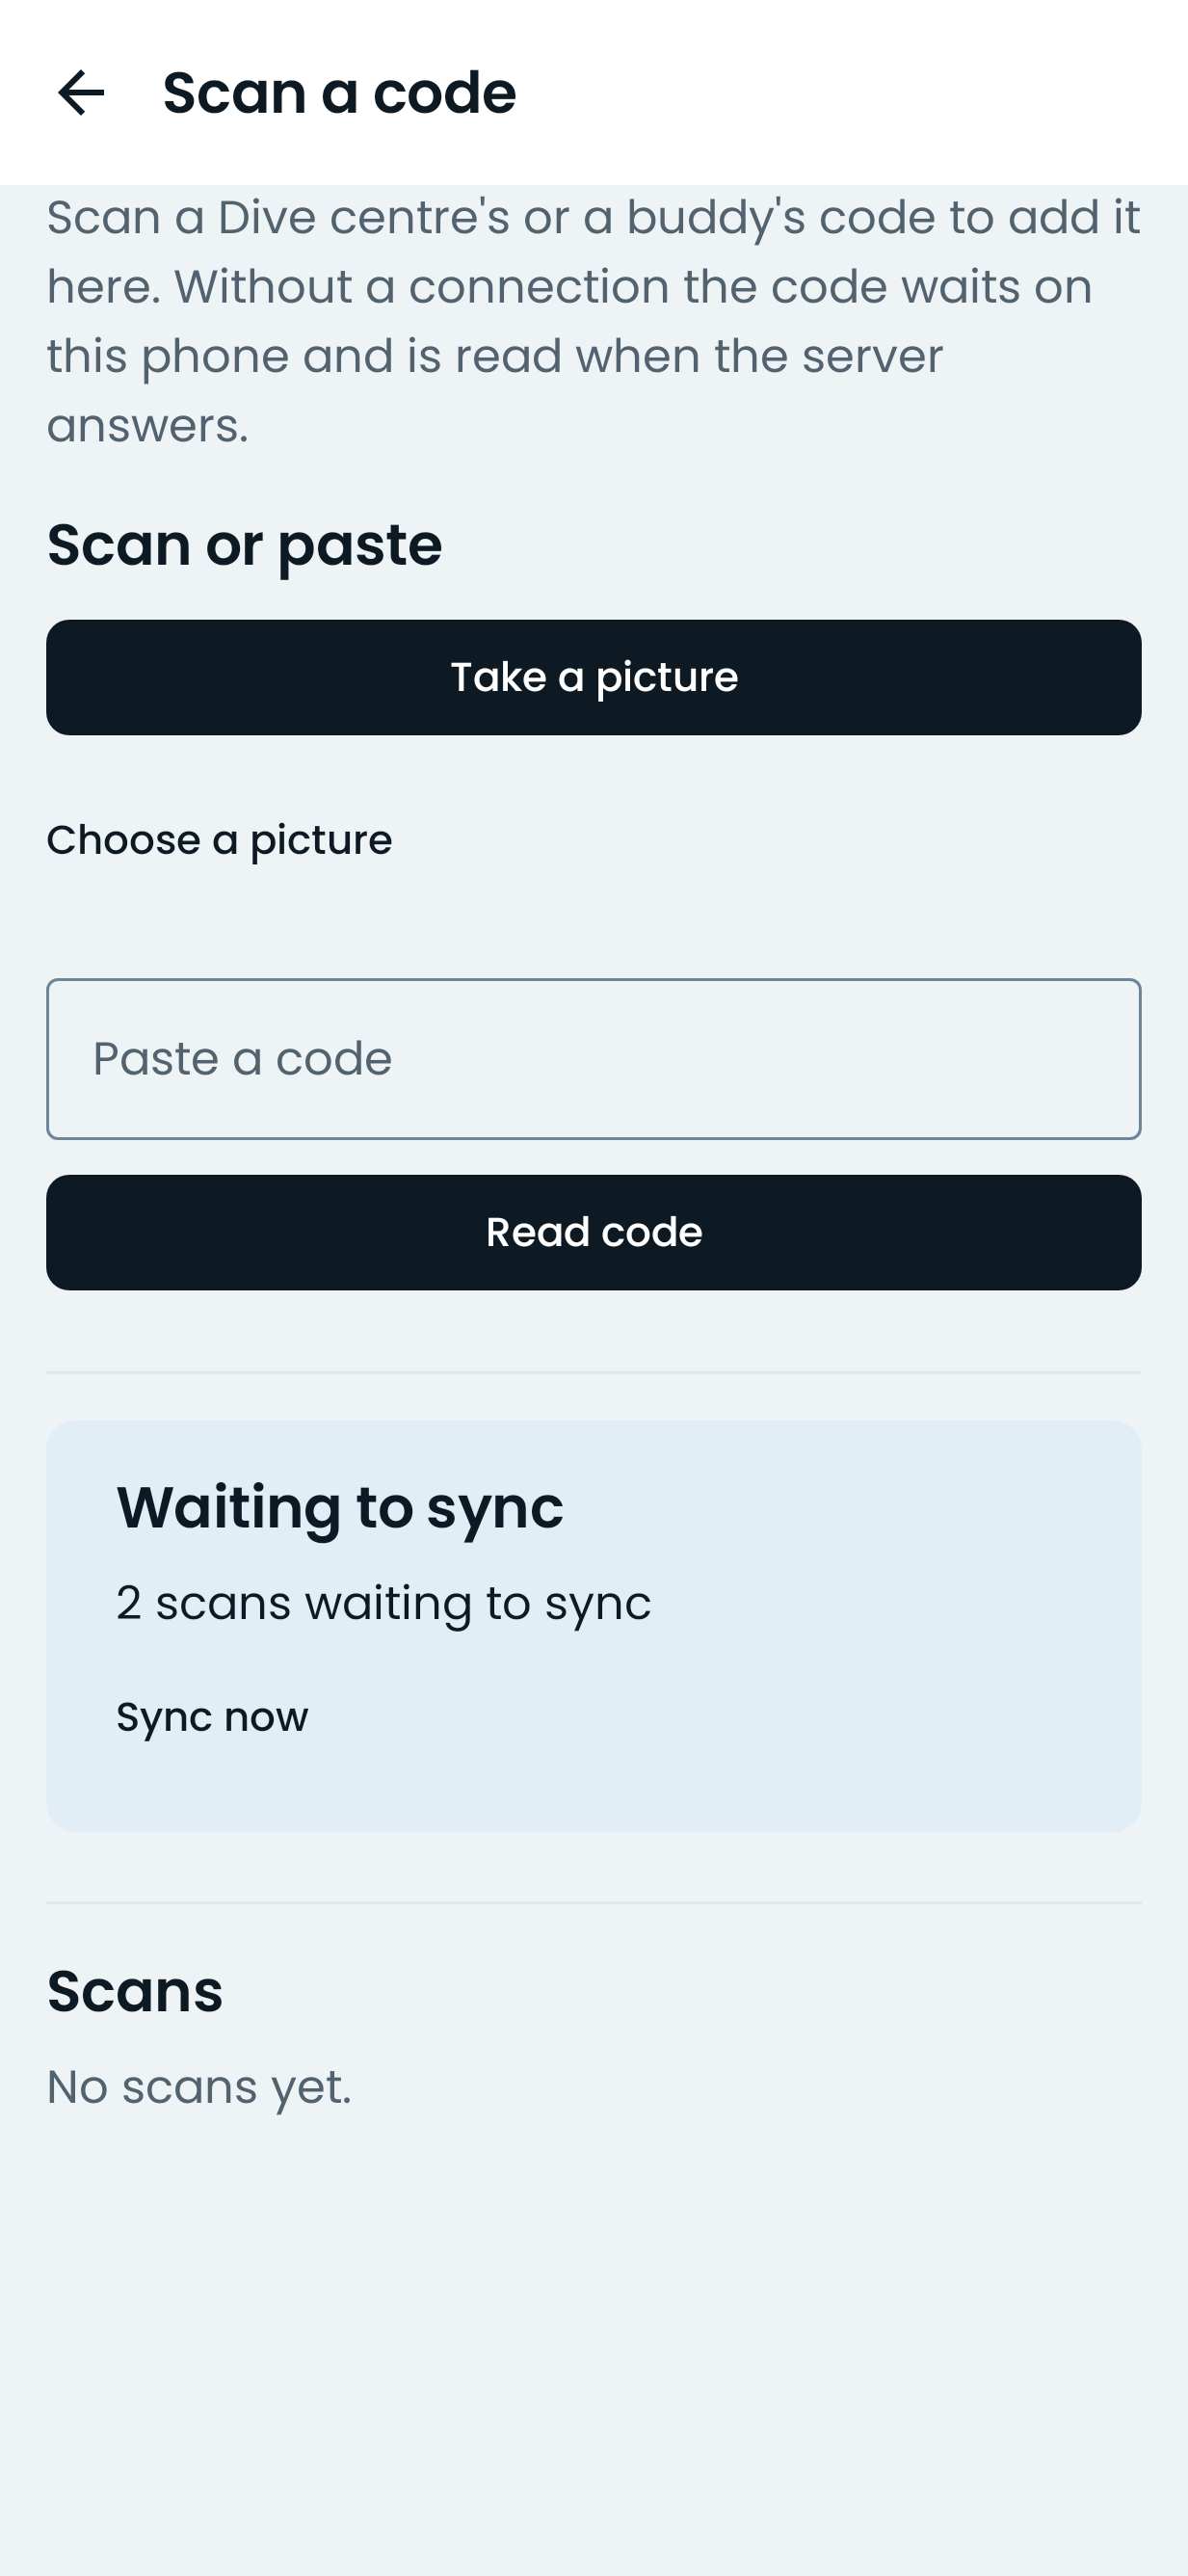 Scan a code
Scan a Dive centre's or a buddy's code to add it
here. Without a connection the code waits on
this phone and is read when the server
answers.
Scan or paste
Take a picture
Choose a picture
Paste a code
Read code
Waiting to sync
2 scans waiting to sync
Sync now
Scans
No scans yet.